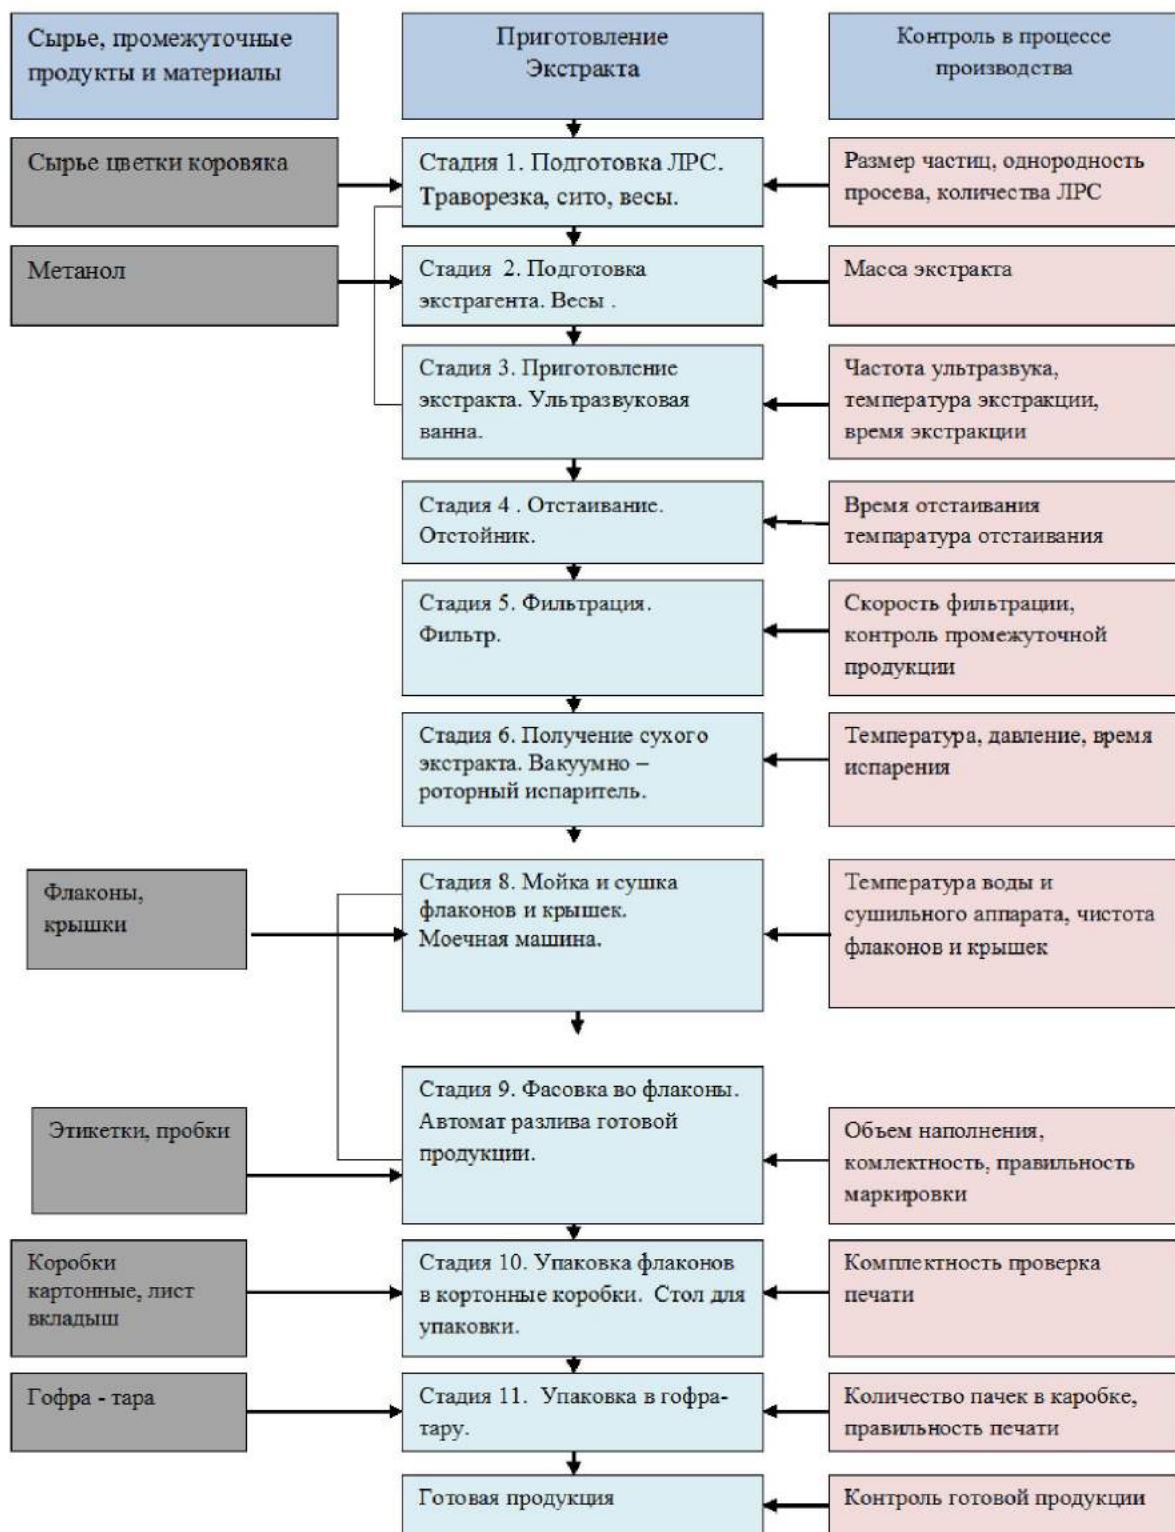 Сырье, промежуточные
продукты и материалы
Приготовление
Экстракта
Контроль в процессе
производства
Сырье цветки коровяка
Стадия 1. Подготовка ЛРС.
Траворезка, сито, весы.
Размер частиц, однородность
просева, количества ЛРС
Метанол
Стадия 2. Подготовка
экстрагента. Весы .
Масса экстракта
Стадия 3. Приготовление
экстракта. Ультразвуковая
ванна.
Частота ультразвука,
температура экстракции,
время экстракции
Стадия 4 . Отстаивание.
Отстойник.
Время отстаивания
темпаратура отстаивания
Стадия 5. Фильтрация.
Фильтр.
Скорость фильтрации,
контроль промежуточной
продукции
Стадия 6. Получение сухого
экстракта. Вакуумно –
роторный испаритель.
Температура, давление, время
испарения
Флаконы,
крышки
Стадия 8. Мойка и сушка
флаконов и крышек.
Моечная машина.
Температура воды и
сушильного аппарата, чистота
флаконов и крышек
Этикетки, пробки
Стадия 9. Фасовка во флаконы.
Автомат разлива готовой
продукции.
Объем наполнения,
комлектность, правильность
маркировки
Коробки
картонные, лист
вкладыш
Стадия 10. Упаковка флаконов
в кортонные коробки. Стол для
упаковки.
Комплектность проверка
печати
Гофра - тара
Стадия 11. Упаковка в гофра-
тару.
Количество пачек в каробке,
правильность печати
Готовая продукция
Контроль готовой продукции